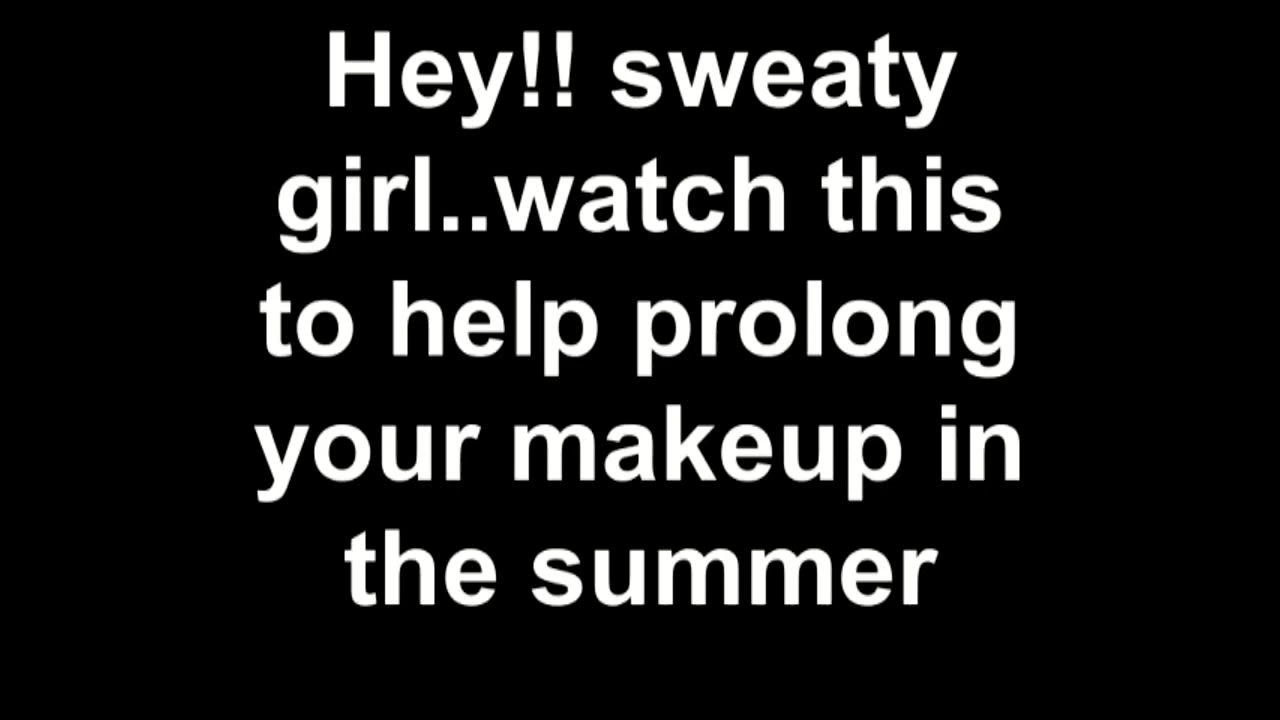 Hey!! sweaty
girl..watch this
to help prolong
your makeup in
the summer